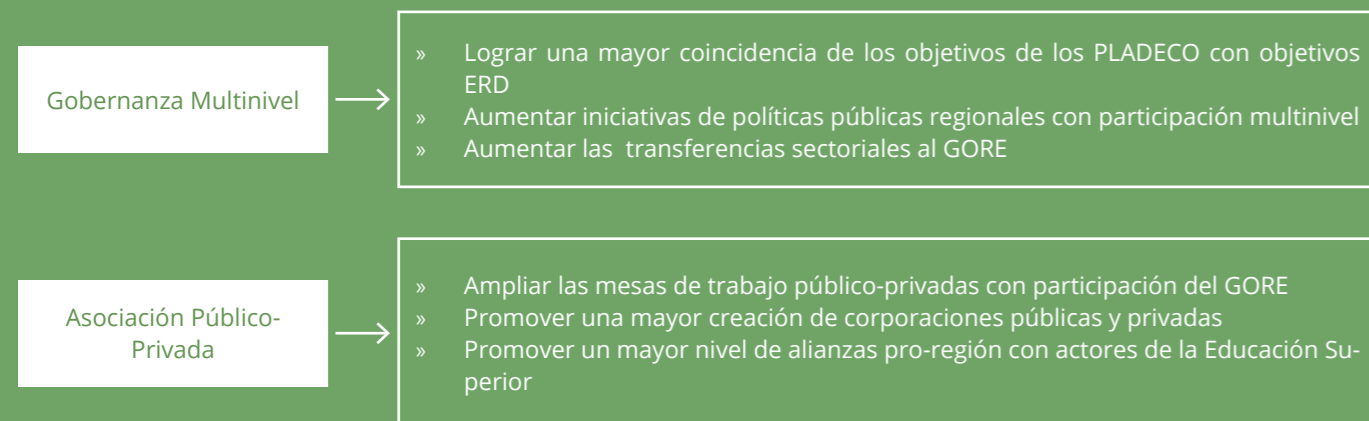 Gobernanza Multinivel
» Lograr una mayor coincidencia de los objetivos de los PLADECO con objetivos
ERD
» Aumentar iniciativas de políticas públicas regionales con participación multinivel
» Aumentar las transferencias sectoriales al GORE
Asociación Público-
Privada
» Ampliar las mesas de trabajo público-privadas con participación del GORE
» Promover una mayor creación de corporaciones públicas y privadas
» Promover un mayor nivel de alianzas pro-región con actores de la Educación Su-
perior